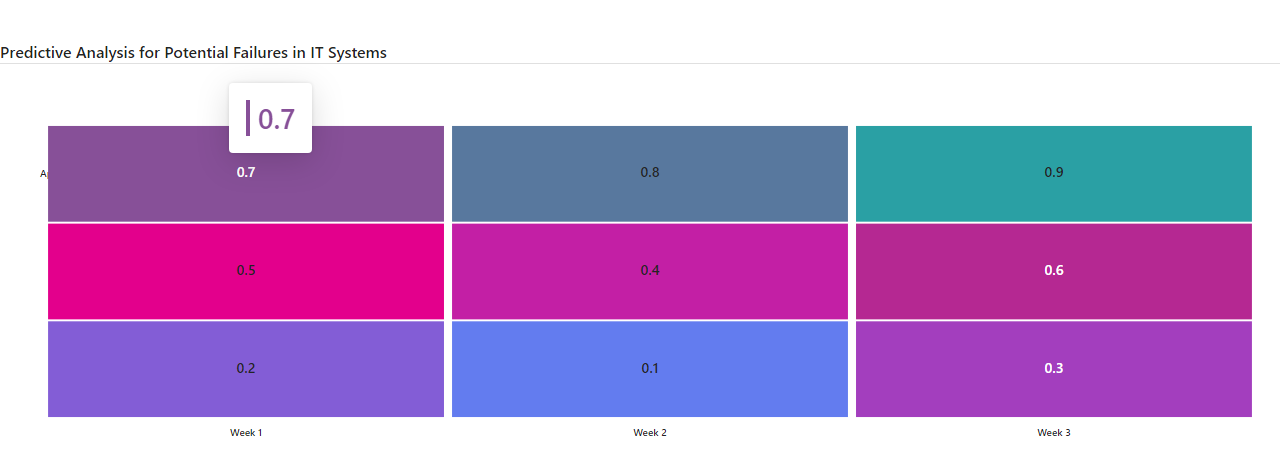 Predictive Analysis for Potential Failures in IT Systems
0.7
0.7 0.8 0.9
0.5 0.4 0.6
0.2 0.1 0.3
Week 1 Week 2 Week 3